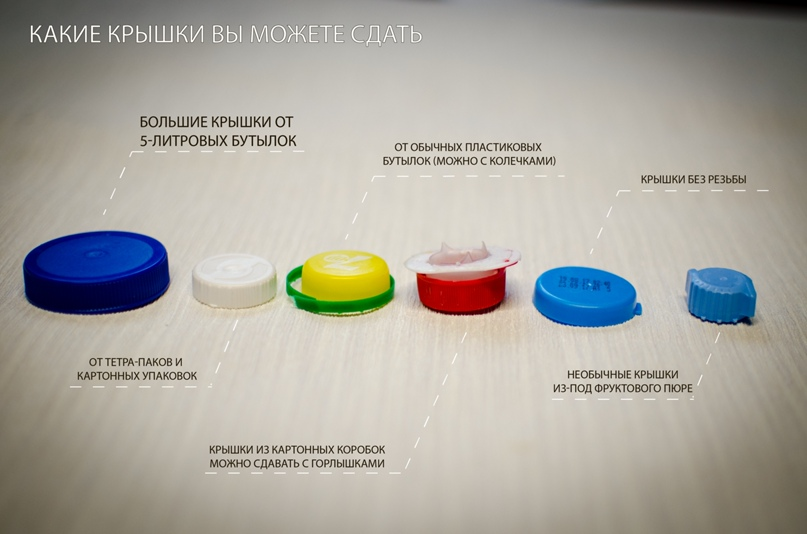 КАКИЕ КРЫШКИ ВЫ МОЖЕТЕ СДАТЬ
БОЛЬШИЕ КРЫШКИ ОТ
5-ЛИТРОВЫХ БУТЫЛОК
ОТ ОБЫЧНЫХ ПЛАСТИКОВЫХ
БУТЫЛОК (МОЖНО С КОЛЕЧКАМИ)
КРЫШКИ БЕЗ РЕЗЬБЫ
ОТ ТЕТРА-ПАКОВ И
КАРТОННЫХ УПАКОВОК
НЕОБЫЧНЫЕ КРЫШКИ
ИЗ-ПОД ФРУКТОВОГО ПЮРЕ
КРЫШКИ ИЗ КАРТОННЫХ КОРОБОК
МОЖНО СДАВАТЬ С ГОРЛЫШКАМИ